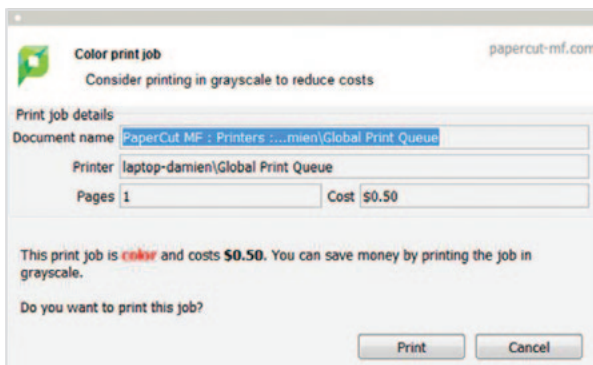 Color print job
papercut-mf.com
Consider printing in grayscale to reduce costs
Print job details
Document name PaperCut MF : Printers :...mien\Global Print Queue
Printer laptop-damien\Global Print Queue
Pages 1 Cost $0.50
This print job is color and costs $0.50. You can save money by printing the job in
grayscale.
Do you want to print this job?
Print Cancel